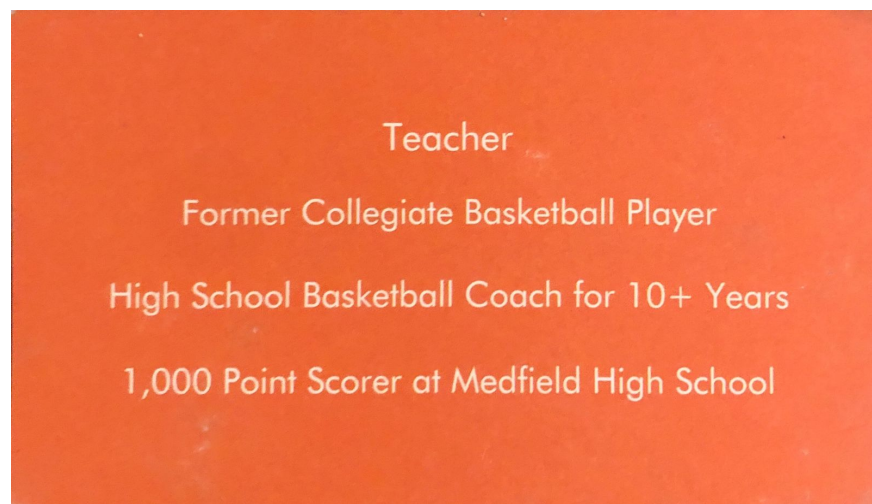 Teacher
Former Collegiate Basketball Player
High School Basketball Coach for 10+ Years
1,000 Point Scorer at Medfield High School